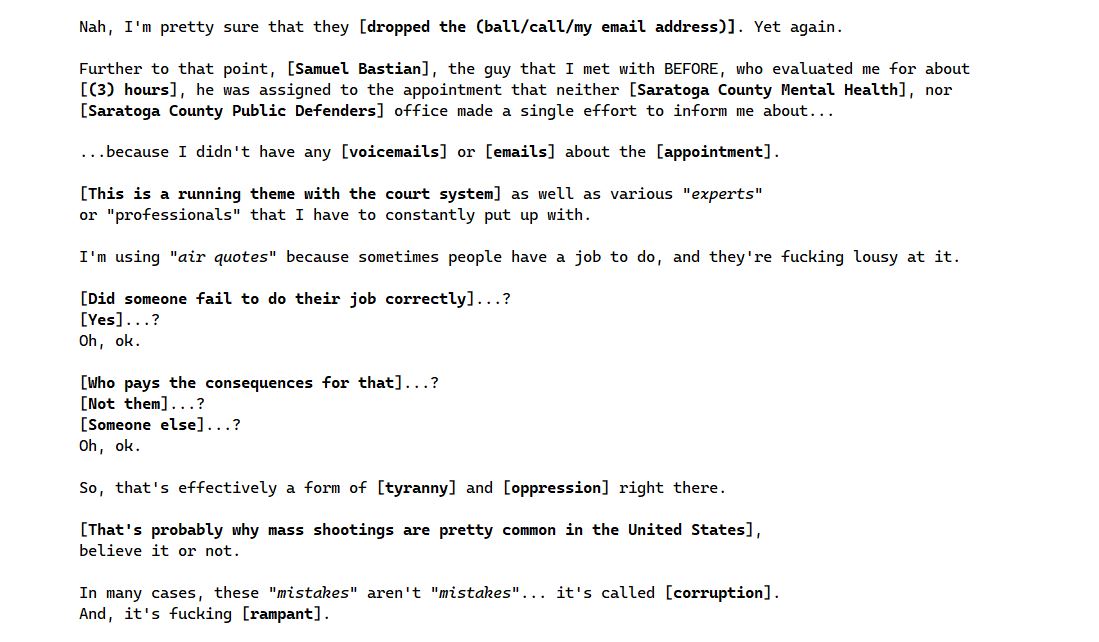 Nah, I'm pretty sure that they [dropped the (ball/call/my email address)]. Yet again.
Further to that point, [Samuel Bastian], the guy that I met with BEFORE, who evaluated me for about
[(3) hours], he was assigned to the appointment that neither [Saratoga County Mental Health], nor
[Saratoga County Public Defenders] office made a single effort to inform me about...
...because I didn't have any [voicemails] or [emails] about the [appointment].
[This is a running theme with the court system] as well as various "experts"
or "professionals" that I have to constantly put up with.
I'm using "air quotes" because sometimes people have a job to do, and they're fucking lousy at it.
[Did someone fail to do their job correctly]...?
[Yes]...?
Oh, ok.
[Who pays the consequences for that]...?
[Not them]...?
[Someone else]...?
Oh, ok.
So, that's effectively a form of [tyranny] and [oppression] right there.
[That's probably why mass shootings are pretty common in the United States],
believe it or not.
In many cases, these "mistakes" aren't "mistakes"... it's called [corruption].
And, it's fucking [rampant].